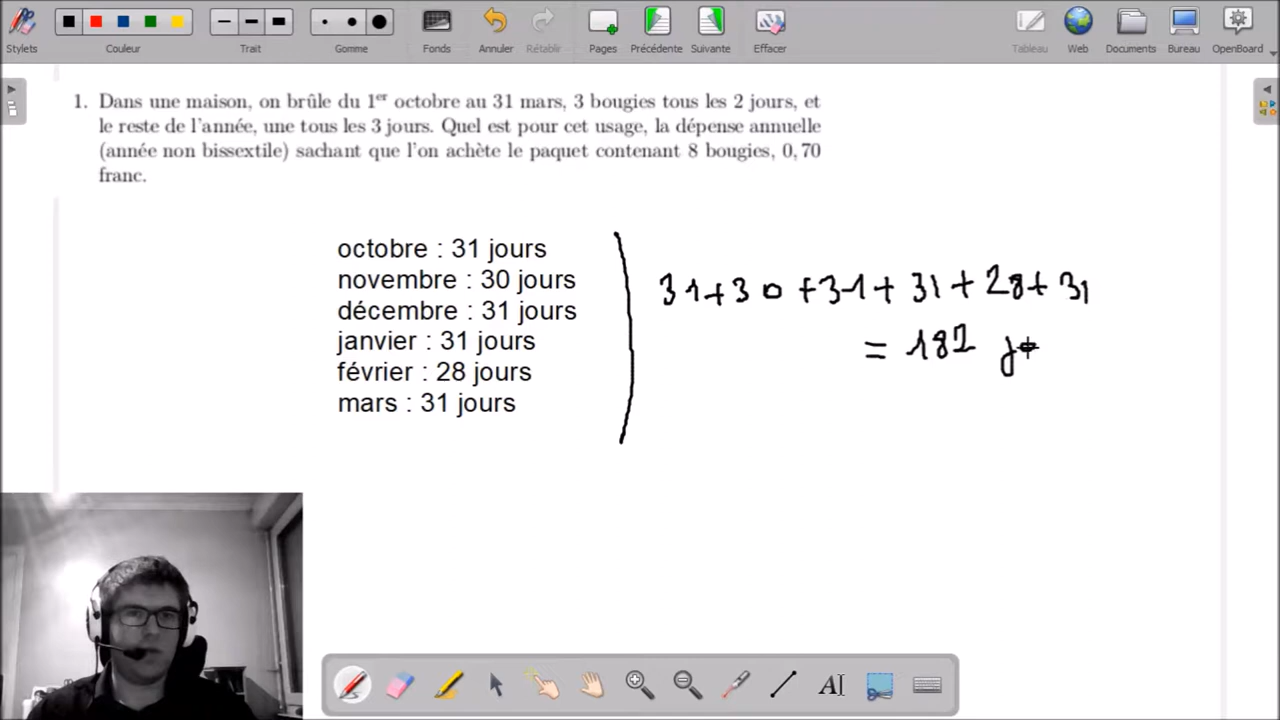 Stylets
Couleur
Trait
Gomme
Fonds
Annuler
Rétablir
Pages
Précédente
Suivante
Effacer
Tableau
Web
Documents
Bureau
OpenBoard
1. Dans une maison, on brûle du 1er octobre au 31 mars, 3 bougies tous les 2 jours, et
le reste de l'année, une tous les 3 jours. Quel est pour cet usage, la dépense annuelle
(année non bissextile) sachant que l'on achète le paquet contenant 8 bougies, 0,70
franc.
octobre : 31 jours
novembre : 30 jours
décembre : 31 jours
janvier : 31 jours
février : 28 jours
mars : 31 jours
31+30+31+31+28+31
= 182
AI